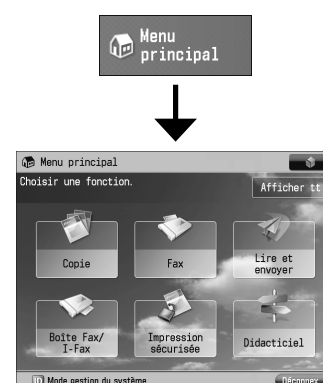 Menu
principal
Menu principal
Choisir une fonction.
Afficher tt
Copie
Fax
Lire et
envoyer
Boîte Fax/
I-Fax
Impression
sécurisée
Didacticiel
ID Mode gestion du système
Déconnex